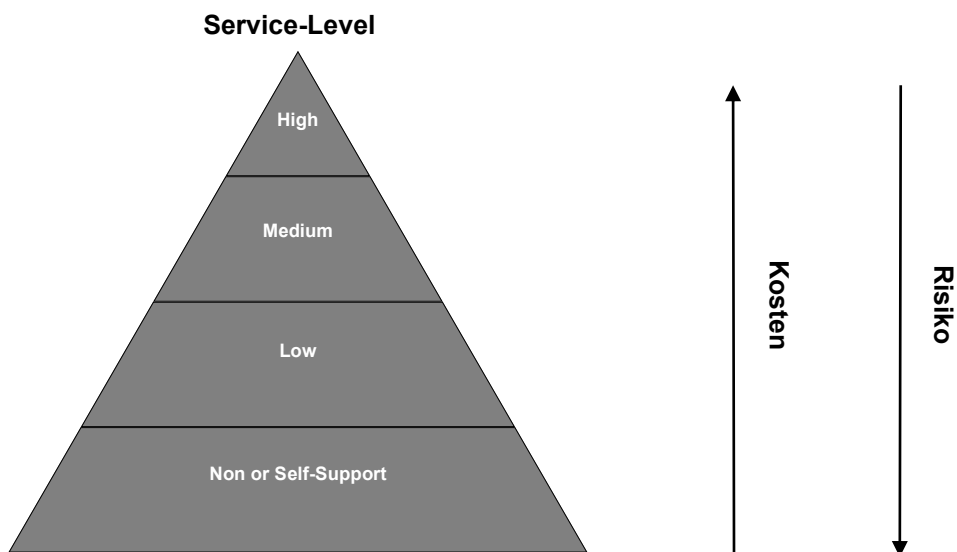 Service-Level
High
Medium
Low
Non or Self-Support
Kosten
Risiko